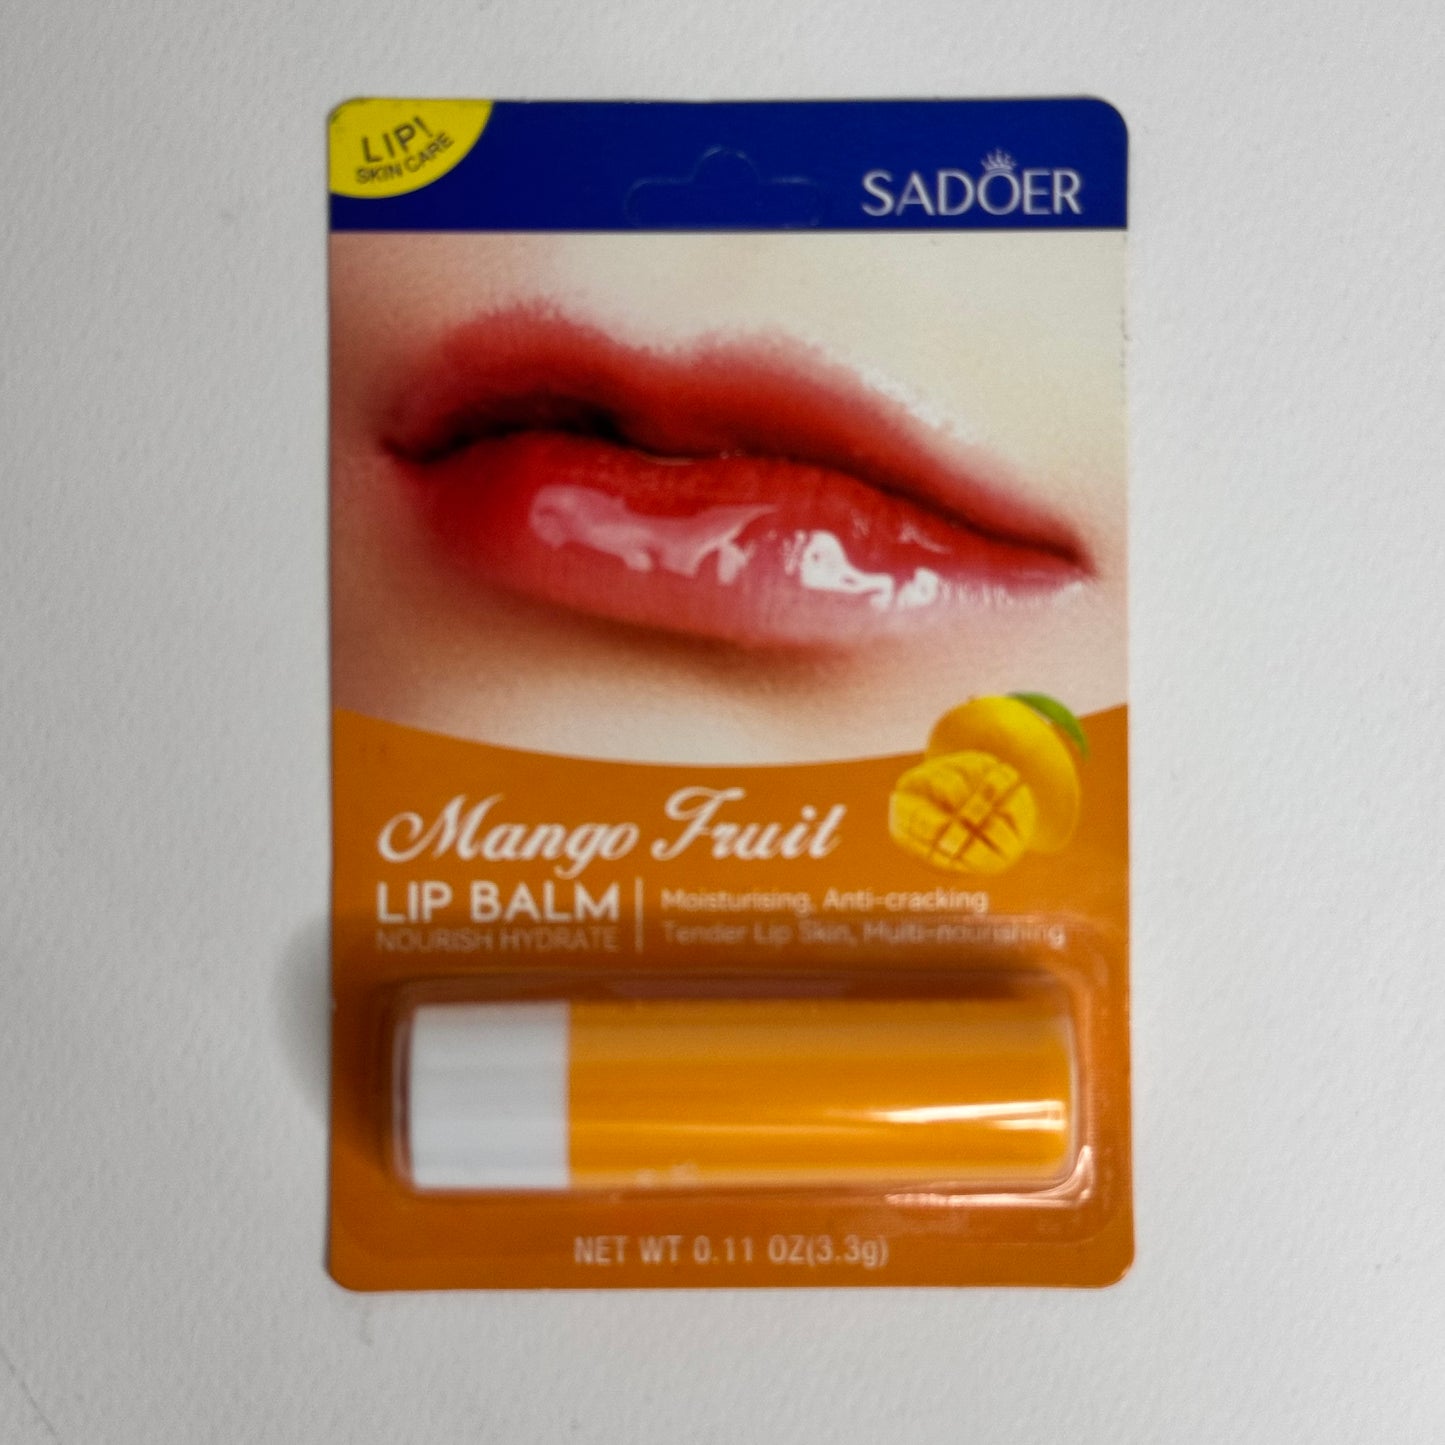 LIP!
SKIN CARE
SADOER
Mango Fruit
LIP BALM
NOURISH HYDRATE
Moisturising, Anti-cracking
Tender Lip Skin, Multi-nourishing
NET WT 0.11 OZ(3.3g)